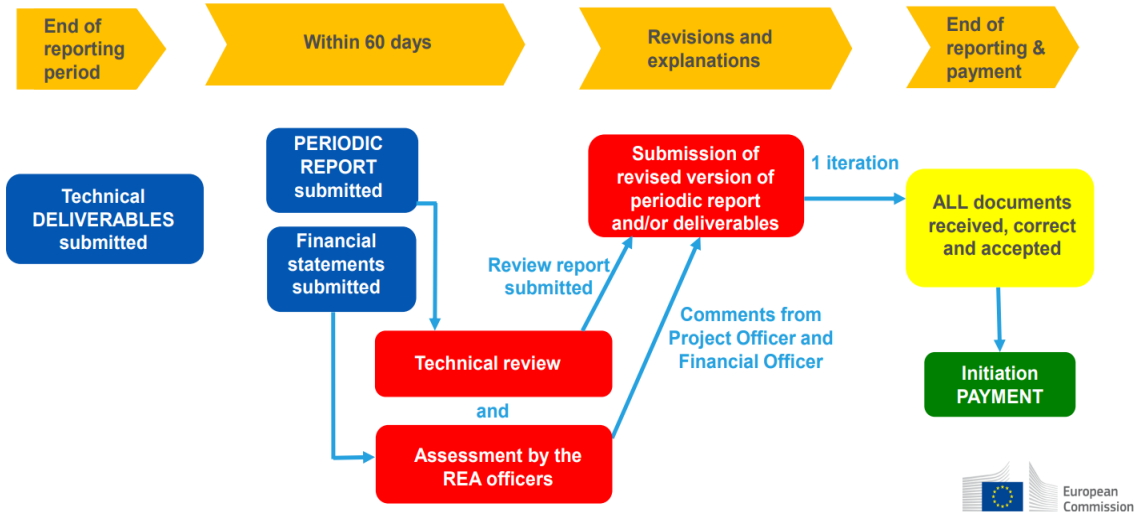 End of
reporting
period
Within 60 days
Revisions and
explanations
End of
reporting &
payment
Technical
DELIVERABLES
submitted
PERIODIC
REPORT
submitted
Financial
statements
submitted
Technical review
and
Assessment by the
REA officers
Review report
submitted
Submission of
revised version of
periodic report
and/or deliverables
Comments from
Project Officer and
Financial Officer
1 iteration
ALL documents
received, correct
and accepted
Initiation
PAYMENT
European
Commission